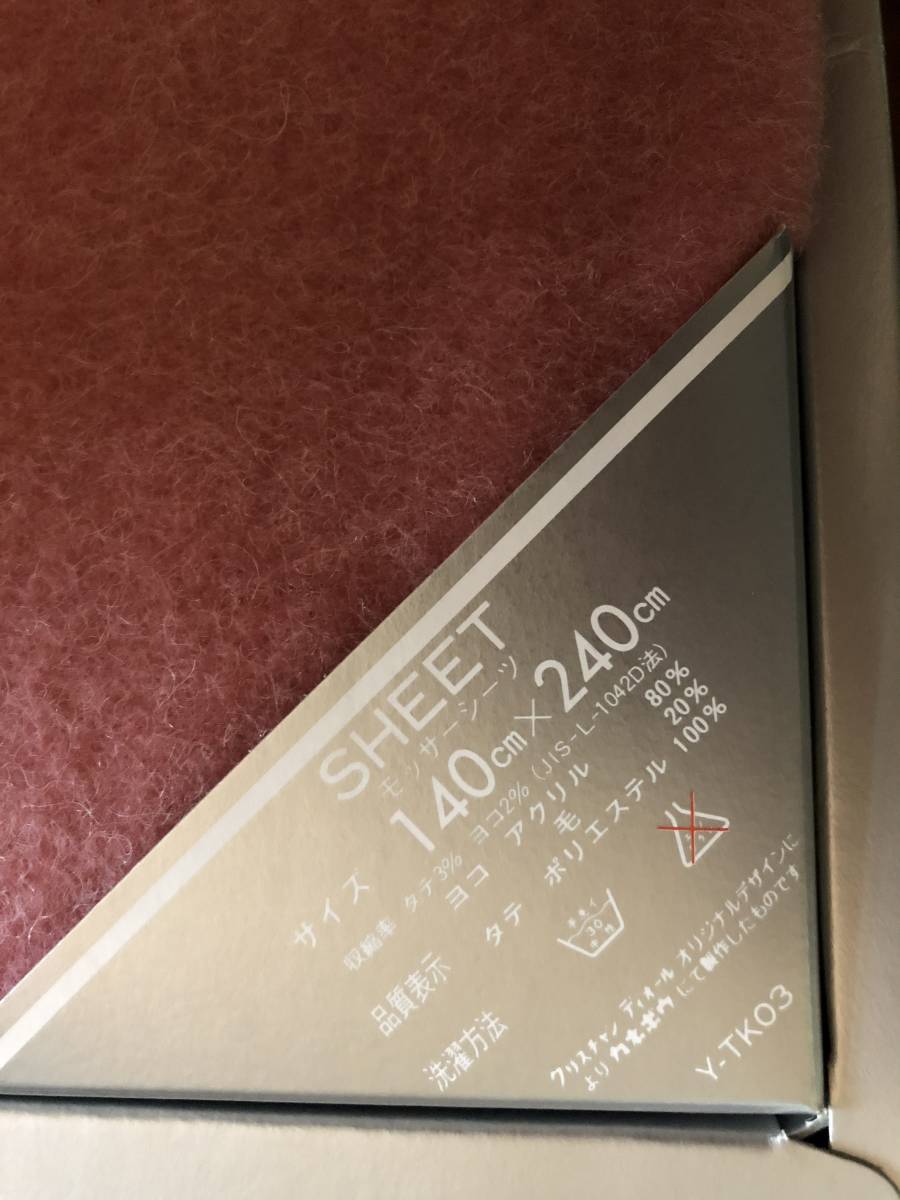 SHEET
モッサーシーツ
サイズ 140cm×240cm
収縮率 タテ3% ヨコ2% (JIS-L-1042D法)
品質表示 ヨコ アクリル 80%
毛 20%
タテ ポリエステル 100%
洗濯方法
30
クリスチャン ディオール オリジナルデザインに
より カネボウ にて製作したものです
Y-TK03